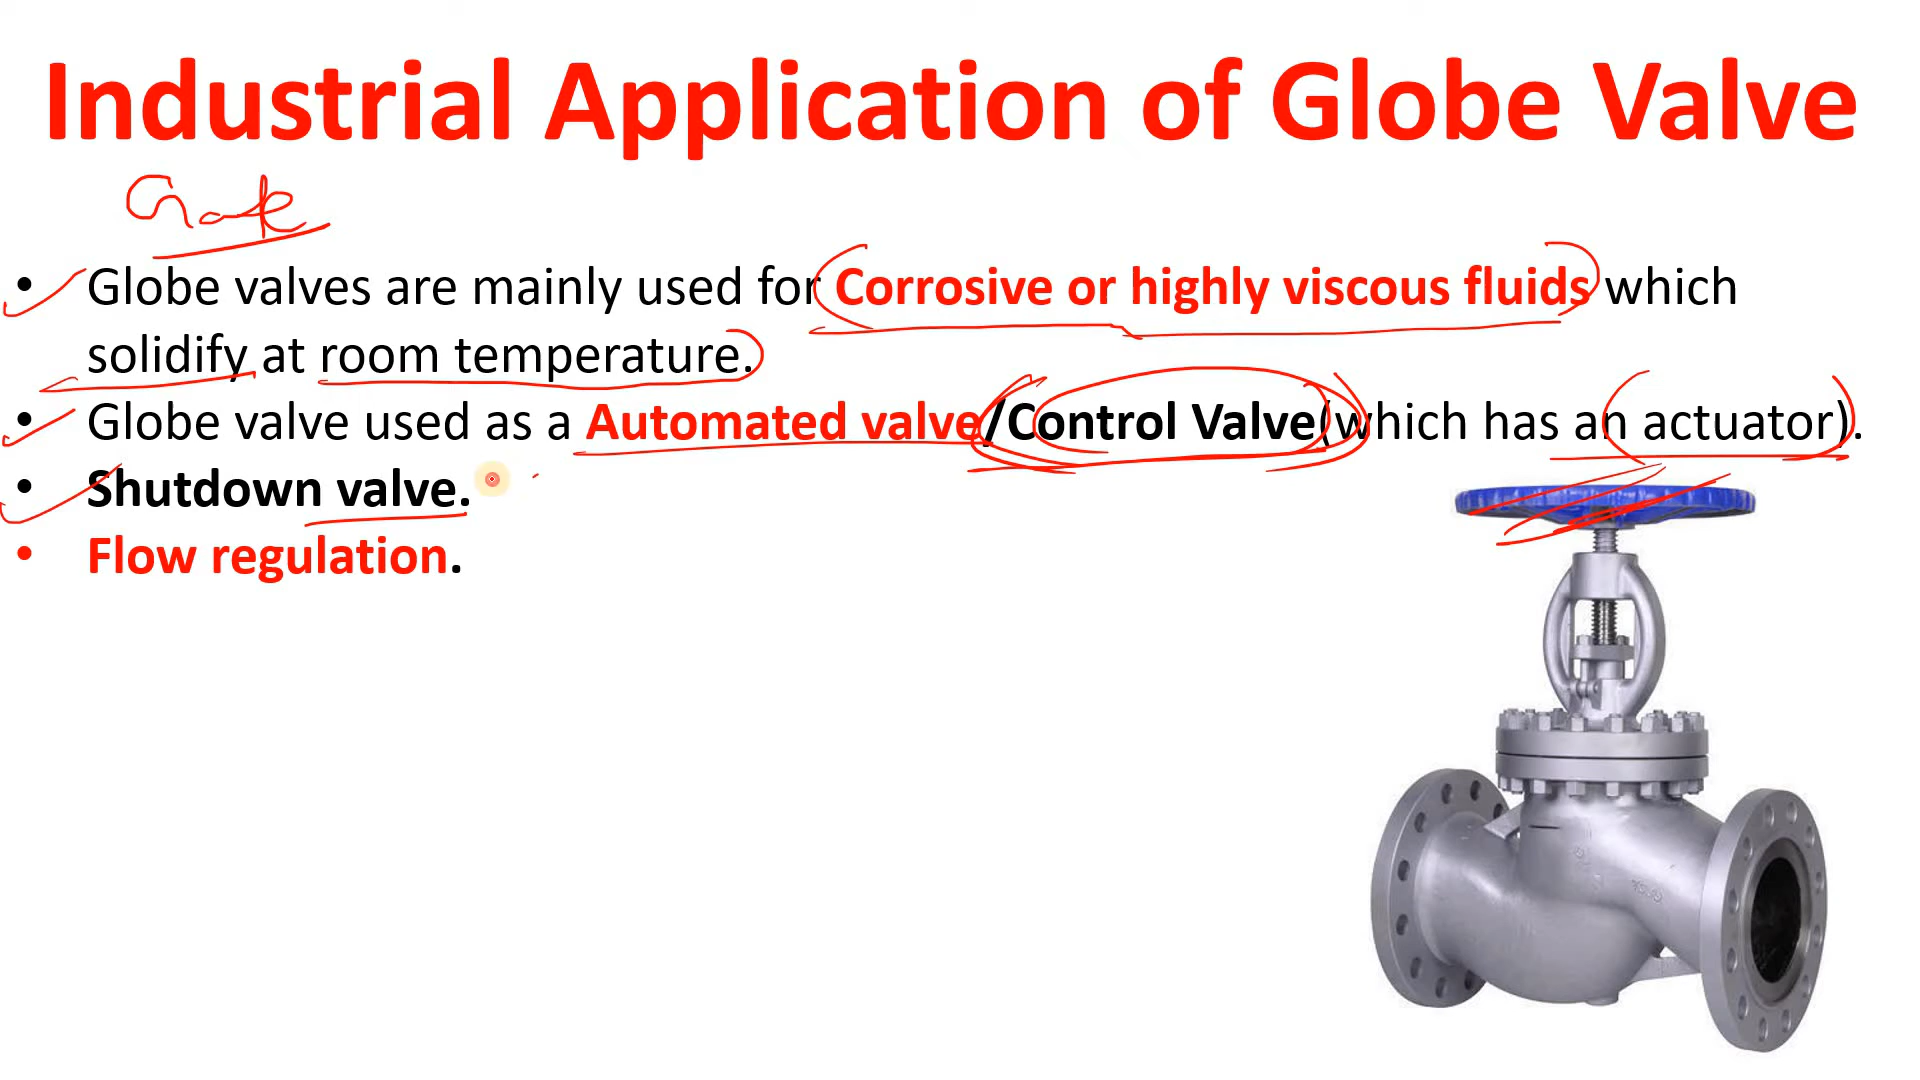 Industrial Application of Globe Valve
Gate
• Globe valves are mainly used for Corrosive or highly viscous fluids which
solidify at room temperature.
• Globe valve used as a Automated valve/Control Valve(which has an actuator).
• Shutdown valve.
• Flow regulation.